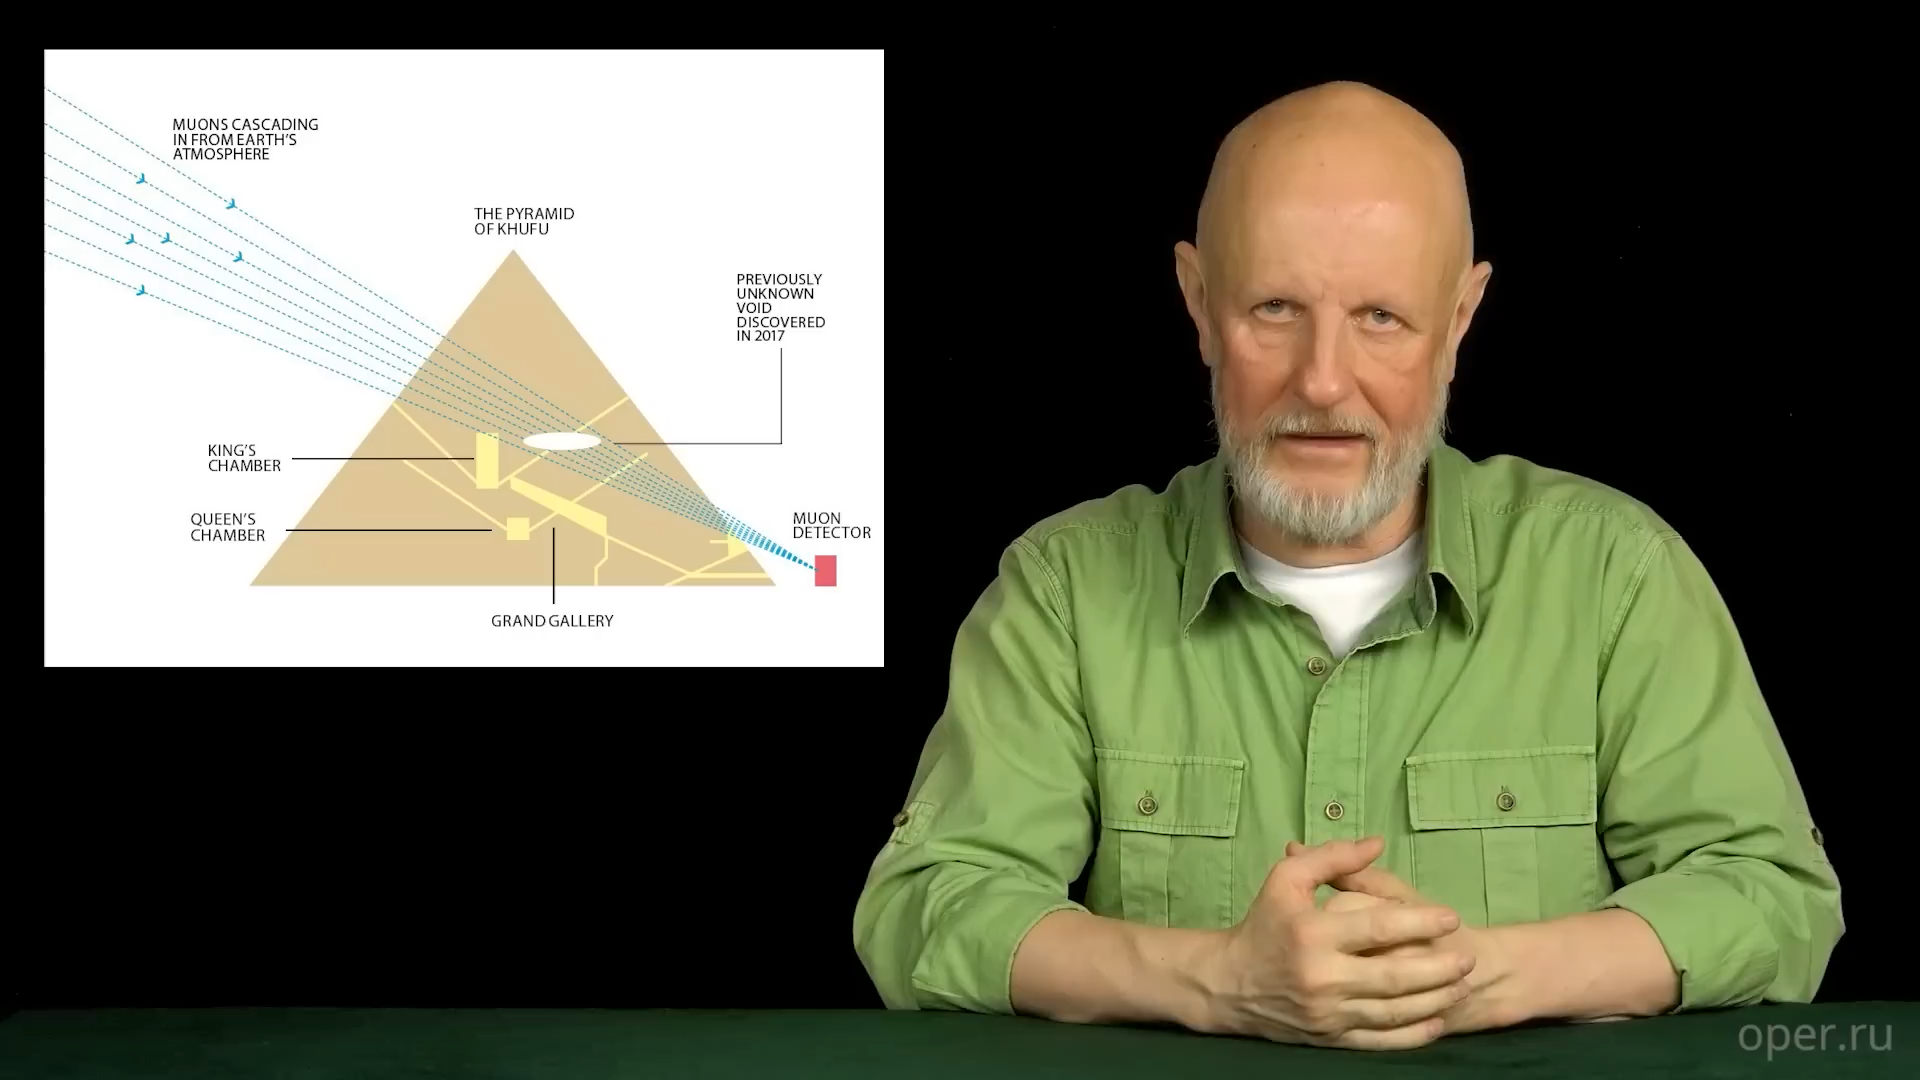 MUONS CASCADING
IN FROM EARTH'S
ATMOSPHERE
THE PYRAMID
OF KHUFU
PREVIOUSLY
UNKNOWN
VOID
DISCOVERED
IN 2017
KING'S
CHAMBER
QUEEN'S
CHAMBER
MUON
DETECTOR
GRAND GALLERY
oper.ru